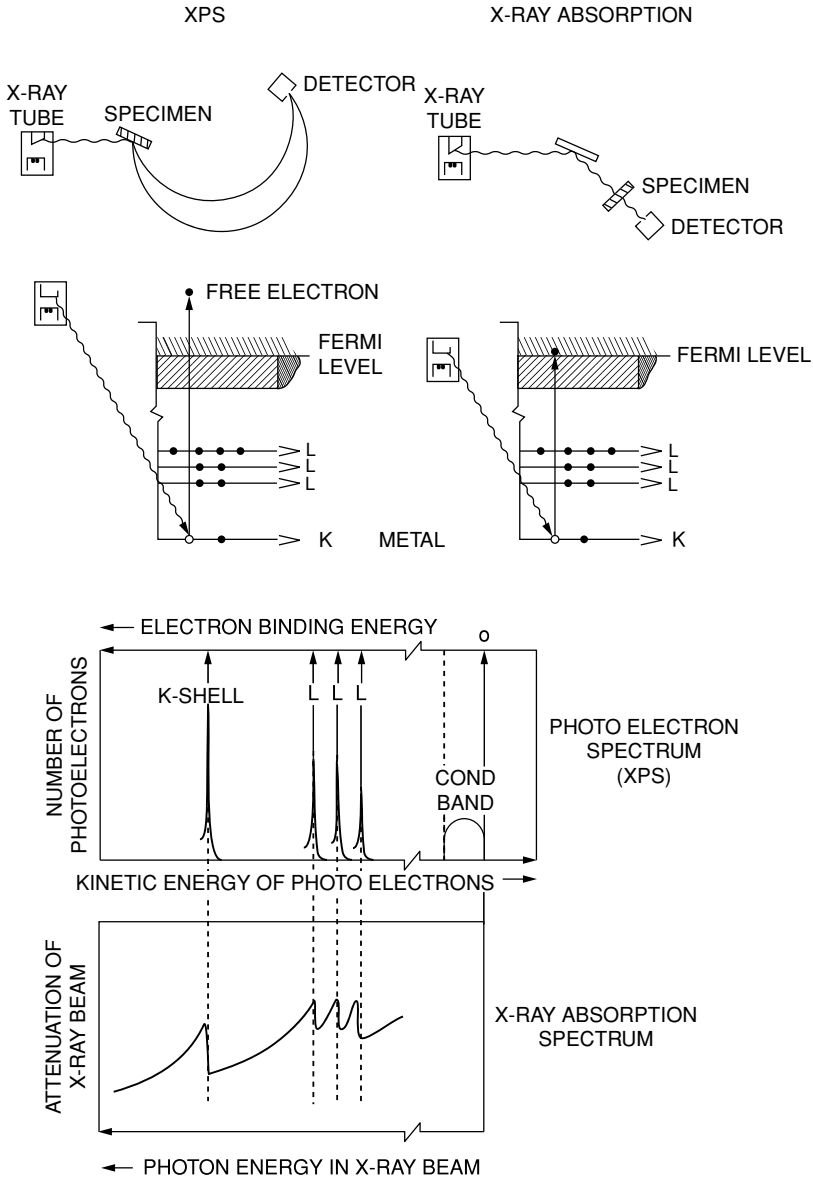 XPS
X-RAY ABSORPTION
X-RAY
TUBE
SPECIMEN
DETECTOR
X-RAY
TUBE
SPECIMEN
DETECTOR
FREE ELECTRON
FERMI
LEVEL
L
L
L
K
METAL
FERMI LEVEL
L
L
L
K
ELECTRON BINDING ENERGY
O
NUMBER OF
PHOTOELECTRONS
K-SHELL
L L L
COND
BAND
PHOTO ELECTRON
SPECTRUM
(XPS)
KINETIC ENERGY OF PHOTO ELECTRONS
ATTENUATION OF
X-RAY BEAM
X-RAY ABSORPTION
SPECTRUM
PHOTON ENERGY IN X-RAY BEAM